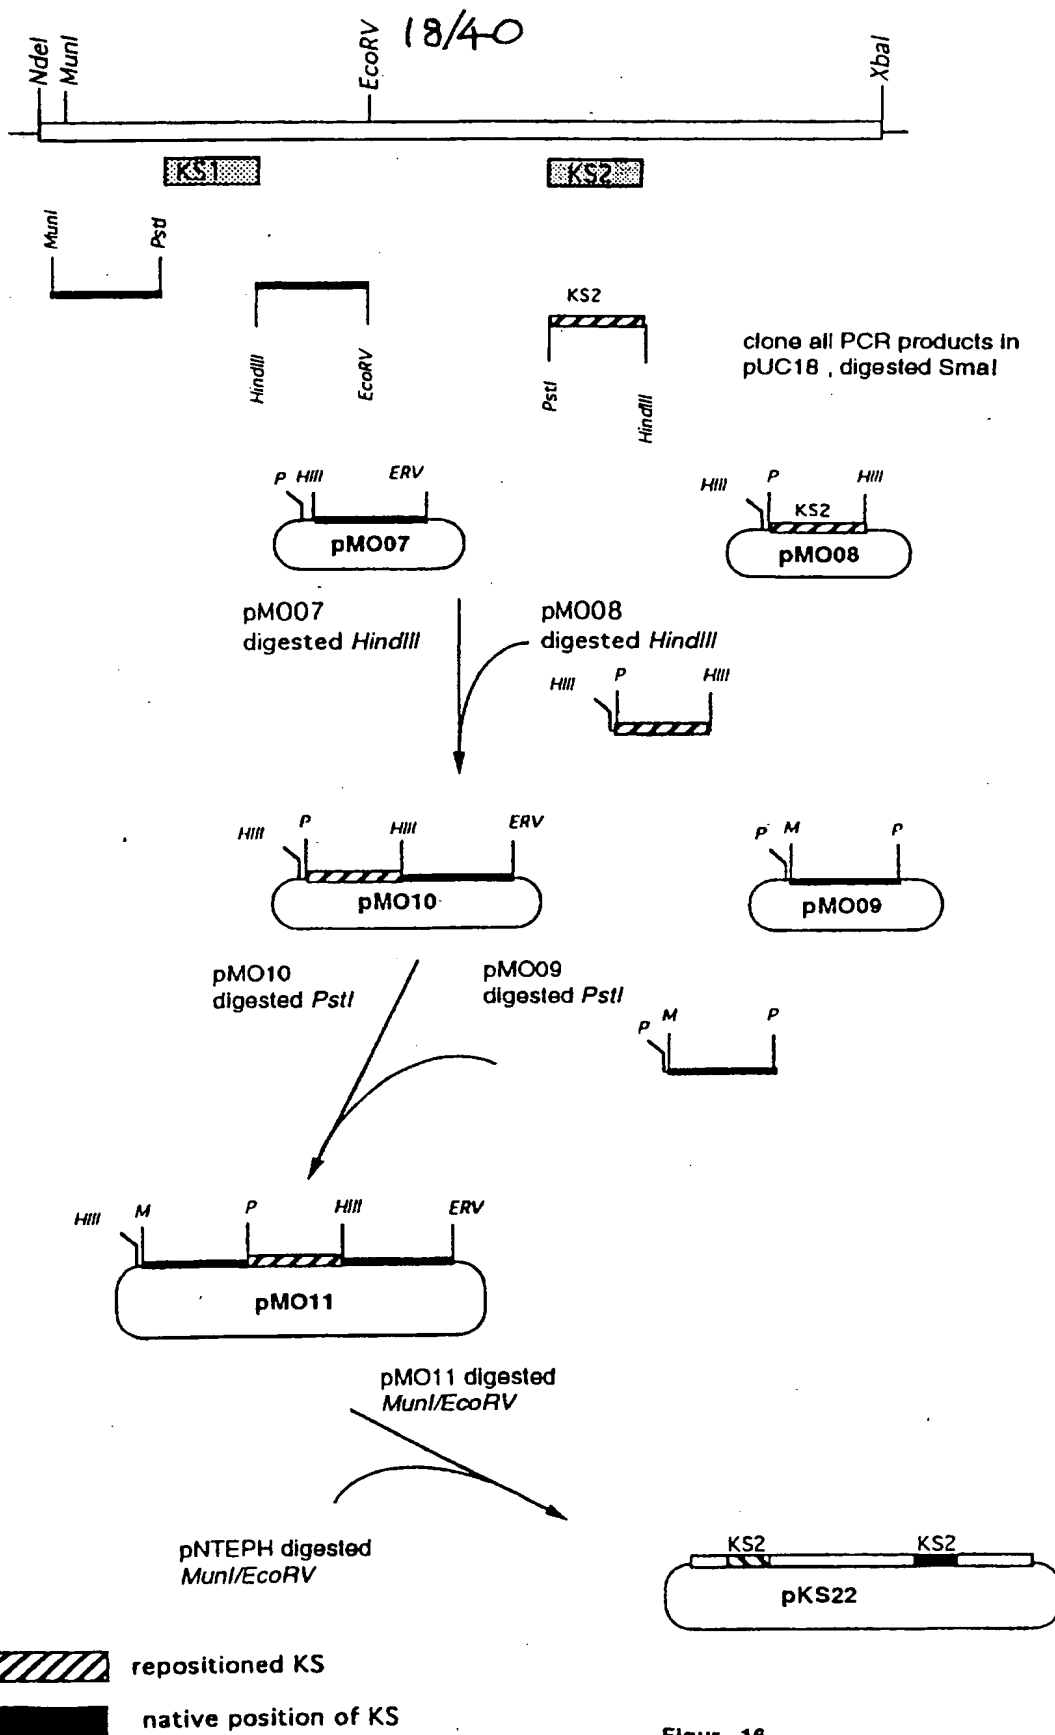 18/40
NdeI MunI EcoRV XbaI
KS1 KS2
MunI PstI
KS2
HindIII EcoRV PstI HindIII
clone all PCR products in
pUC18 , digested SmaI
P HIII ERV
HIII P HIII
KS2
pMO07
pMO08
pMO07
digested HindIII
pMO08
digested HindIII
HIII P HIII
HIII P HIII ERV
P M P
pMO10
pMO09
pMO10
digested PstI
pMO09
digested PstI
P M P
HIII M P HIII ERV
pMO11
pMO11 digested
MunI/EcoRV
pNTEPH digested
MunI/EcoRV
KS2 KS2
pKS22
repositioned KS
native position of KS